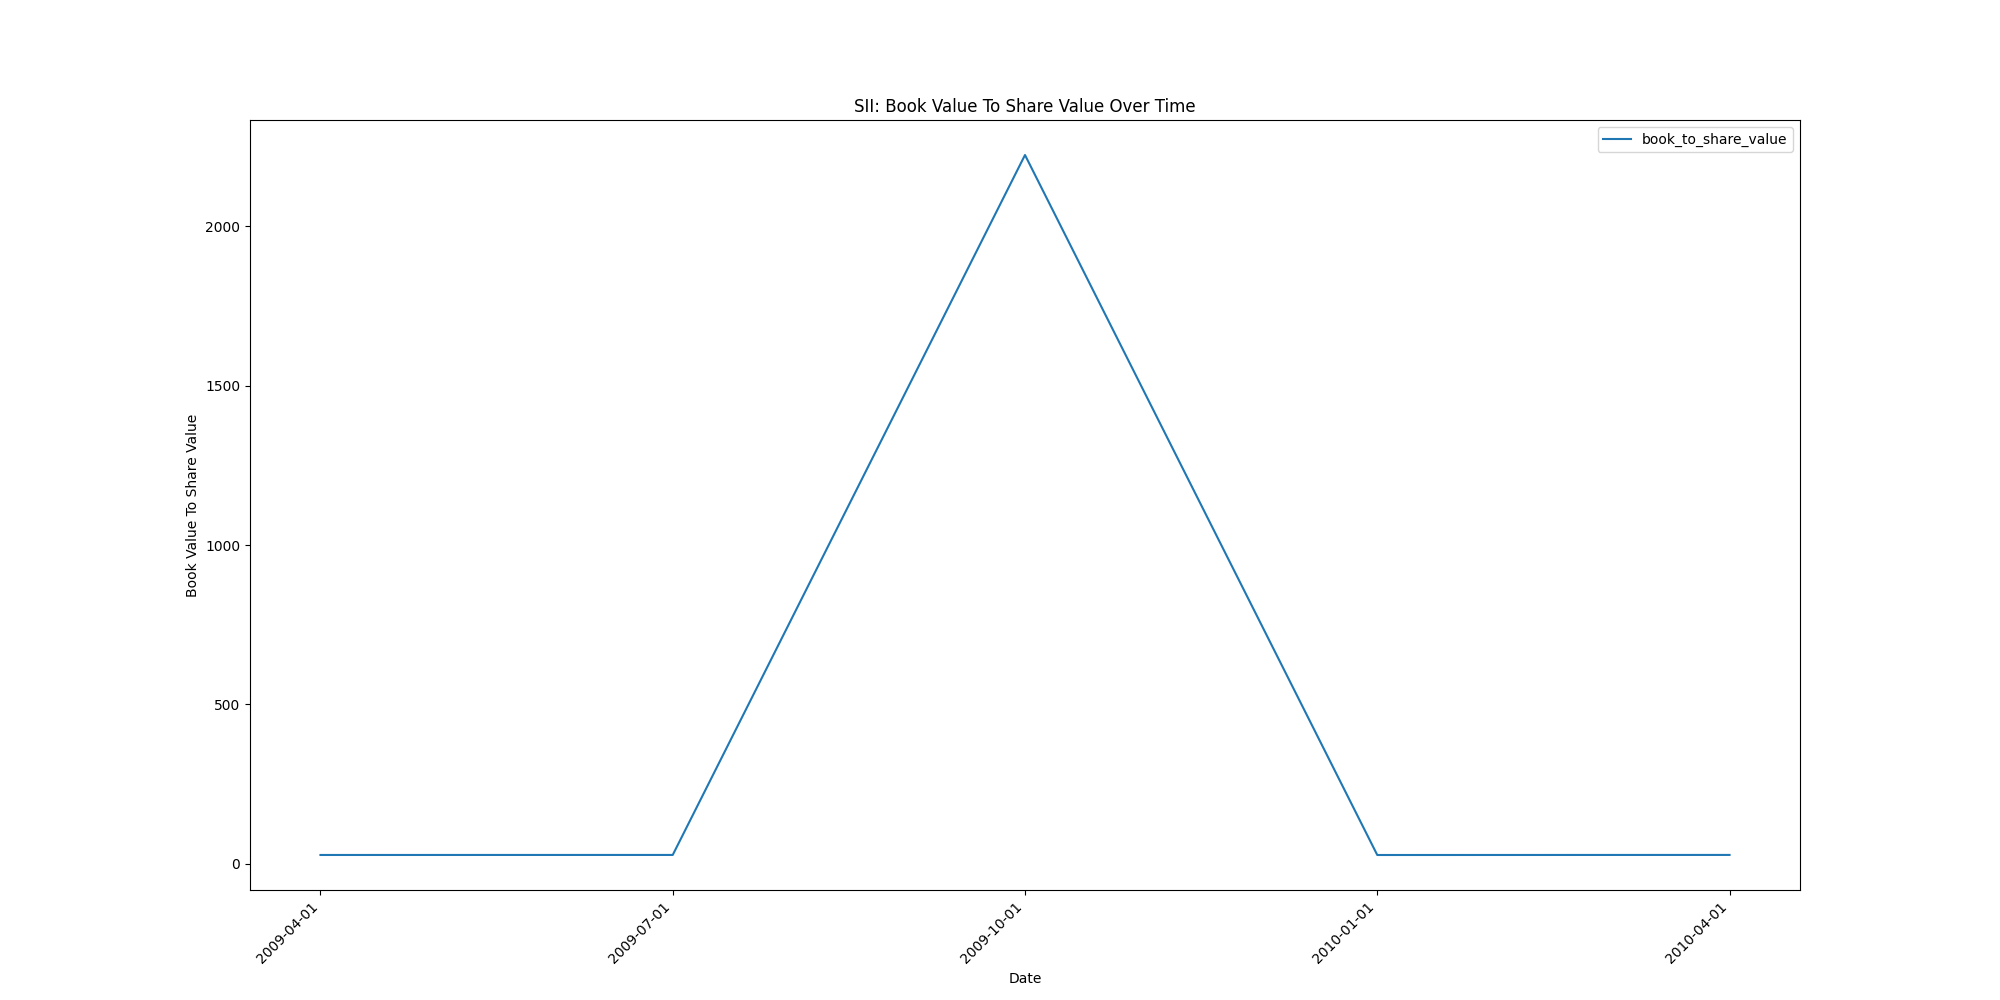 SII: Book Value To Share Value Over Time
book_to_share_value
Book Value To Share Value
2000
1500
1000
500
0
2009-04-01
2009-07-01
2009-10-01
2010-01-01
2010-04-01
Date